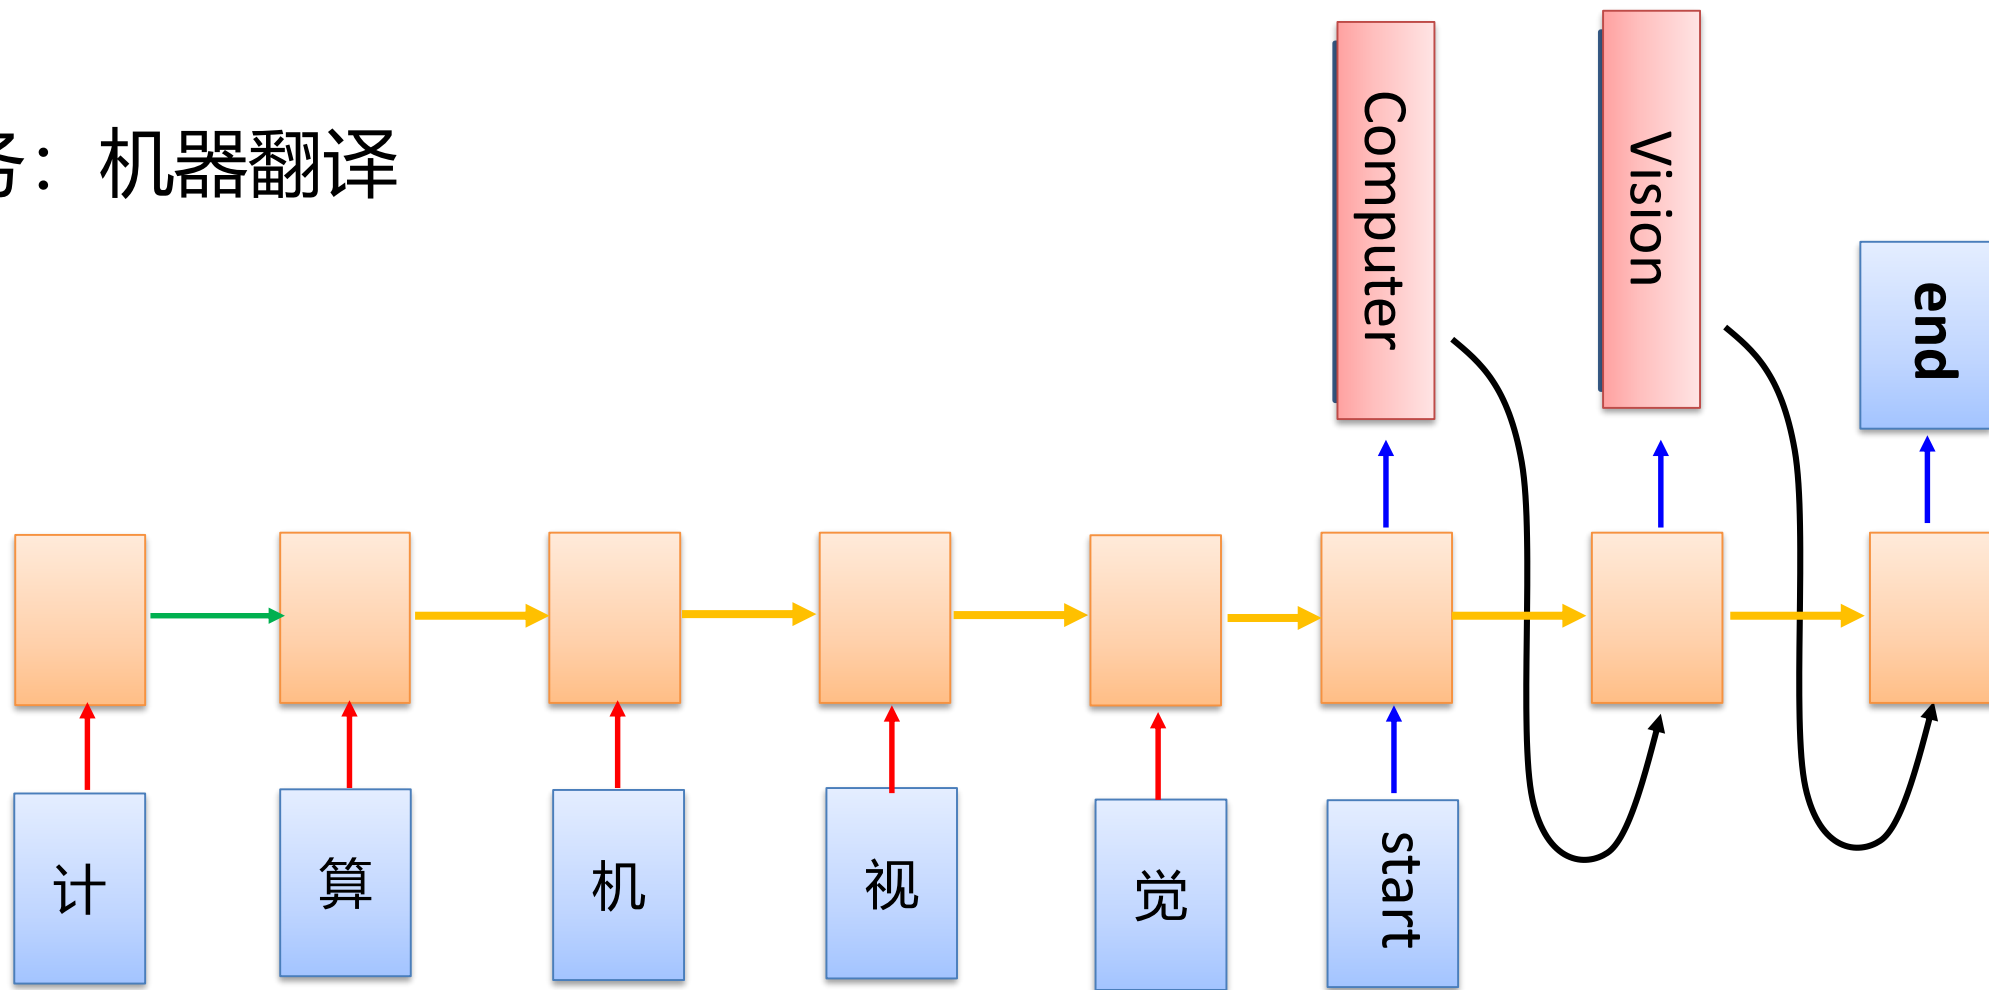 务：机器翻译
Computer
Vision
end
计
算
机
视
觉
start